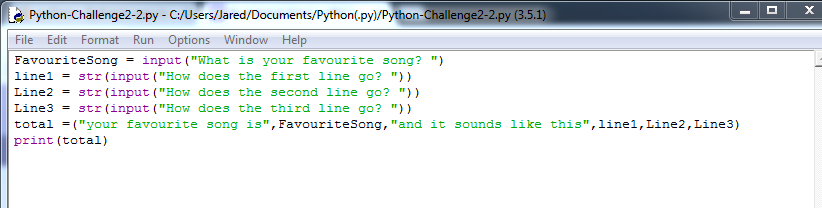 Python-Challenge2-2.py - C:/Users/Jared/Documents/Python(.py)/Python-Challenge2-2.py (3.5.1)
File Edit Format Run Options Window Help
FavouriteSong = input("What is your favourite song? ")
line1 = str(input("How does the first line go? "))
Line2 = str(input("How does the second line go? "))
Line3 = str(input("How does the third line go? "))
total =("your favourite song is",FavouriteSong,"and it sounds like this",line1,Line2,Line3)
print(total)